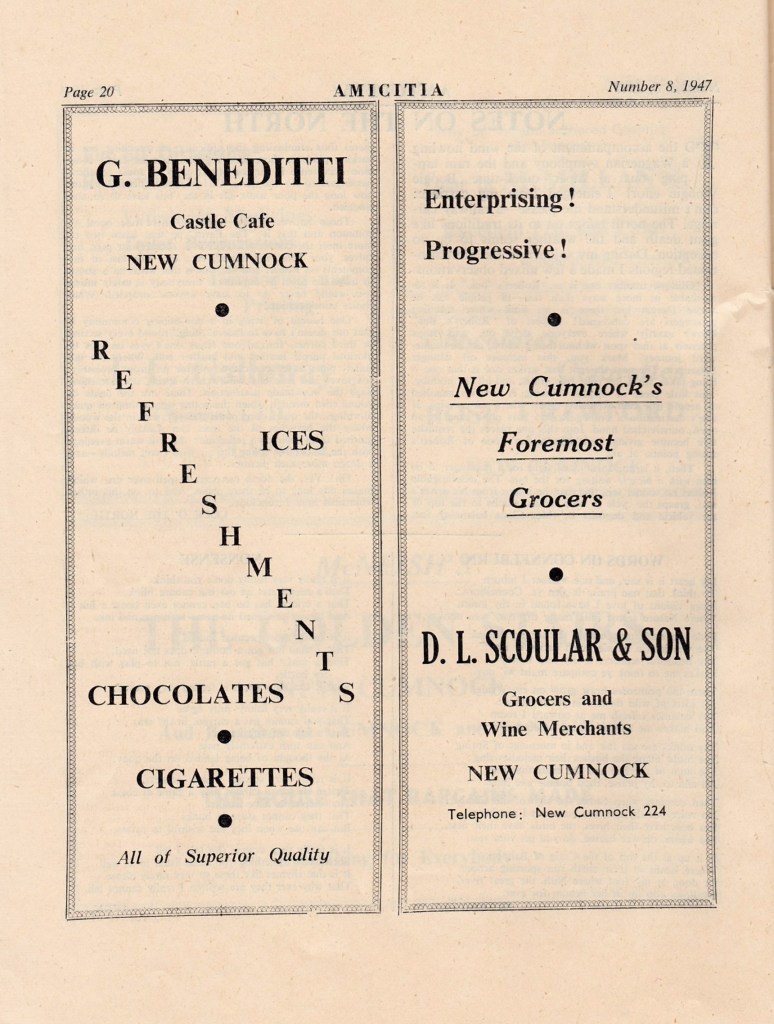 Page 20
AMICITIA
Number 8, 1947
G. BENEDITTI
Castle Cafe
NEW CUMNOCK
REFRESHMENTS
ICES
CHOCOLATES
CIGARETTES
All of Superior Quality
Enterprising!
Progressive!
New Cumnock's
Foremost
Grocers
D. L. SCOULAR & SON
Grocers and
Wine Merchants
NEW CUMNOCK
Telephone: New Cumnock 224